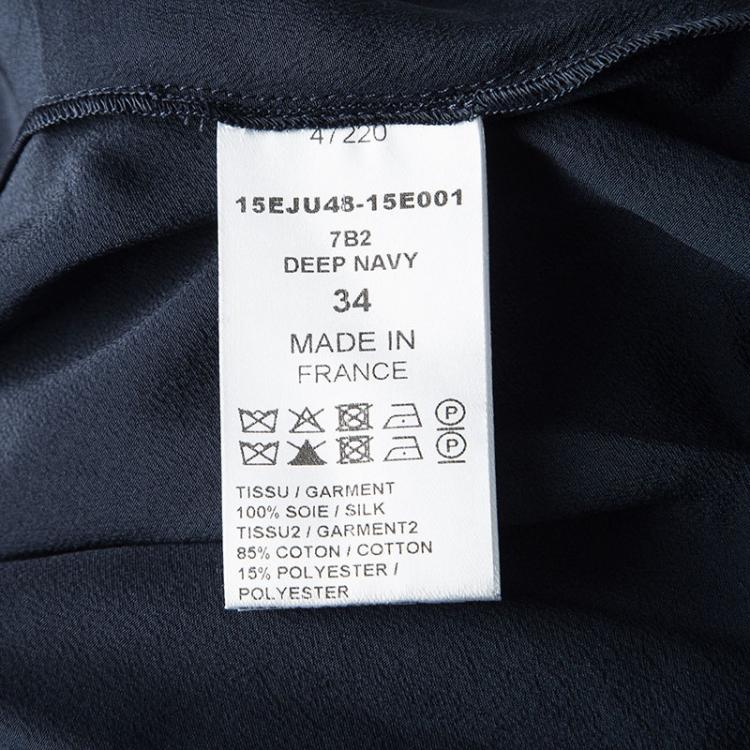 47220
15EJU48-15E001
7B2
DEEP NAVY
34
MADE IN
FRANCE
P
P
TISSU / GARMENT
100% SOIE / SILK
TISSU2 / GARMENT2
85% COTON / COTTON
15% POLYESTER /
POLYESTER